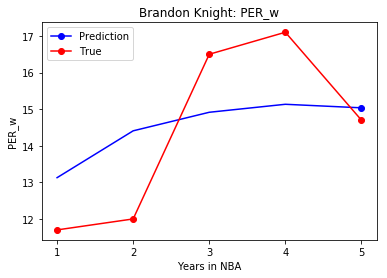 Brandon Knight: PER_w
Prediction
True
17
16
15
14
13
12
PER_w
1 2 3 4 5
Years in NBA